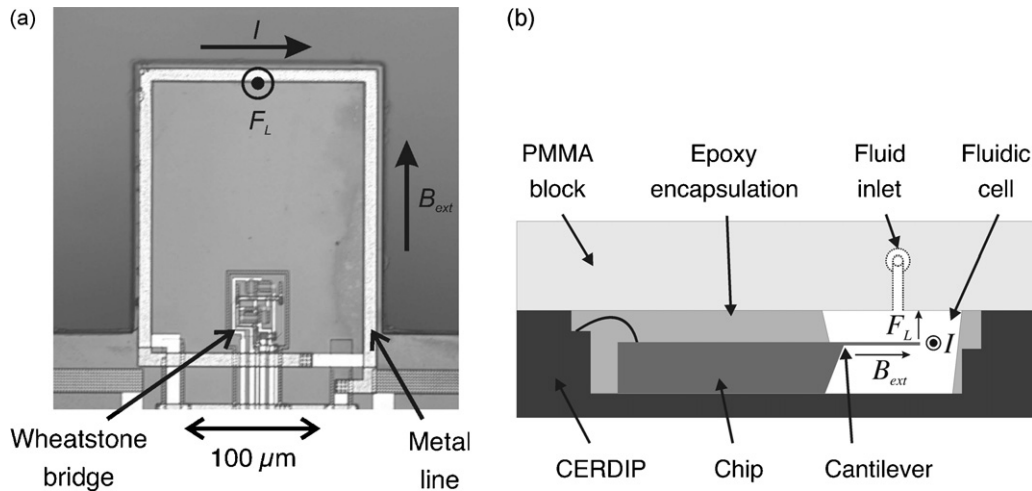 (a)
I
F_L
B_ext
Wheatstone
bridge
100 µm
Metal
line
(b)
PMMA
block
Epoxy
encapsulation
Fluid
inlet
Fluidic
cell
F_L
I
B_ext
CERDIP
Chip
Cantilever